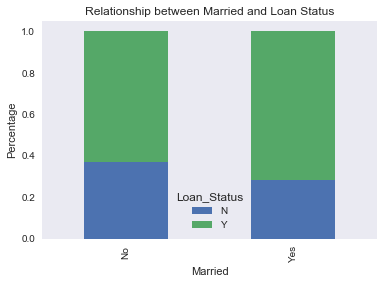 Relationship between Married and Loan Status
Percentage
1.0
0.8
0.6
0.4
0.2
0.0
Loan_Status
N
Y
No
Yes
Married